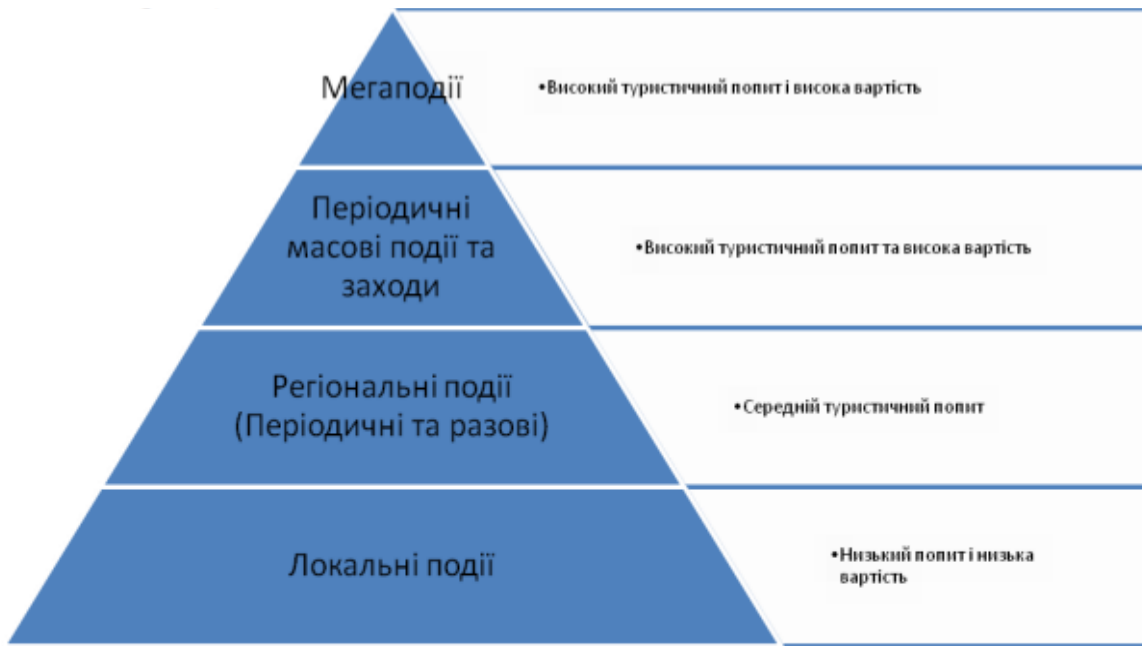 Мегаподії
•Високий туристичний попит і висока вартість
Періодичні
масові події та
заходи
•Високий туристичний попит та висока вартість
Регіональні події
(Періодичні та разові)
•Середній туристичний попит
Локальні події
•Низький попит і низька
вартість